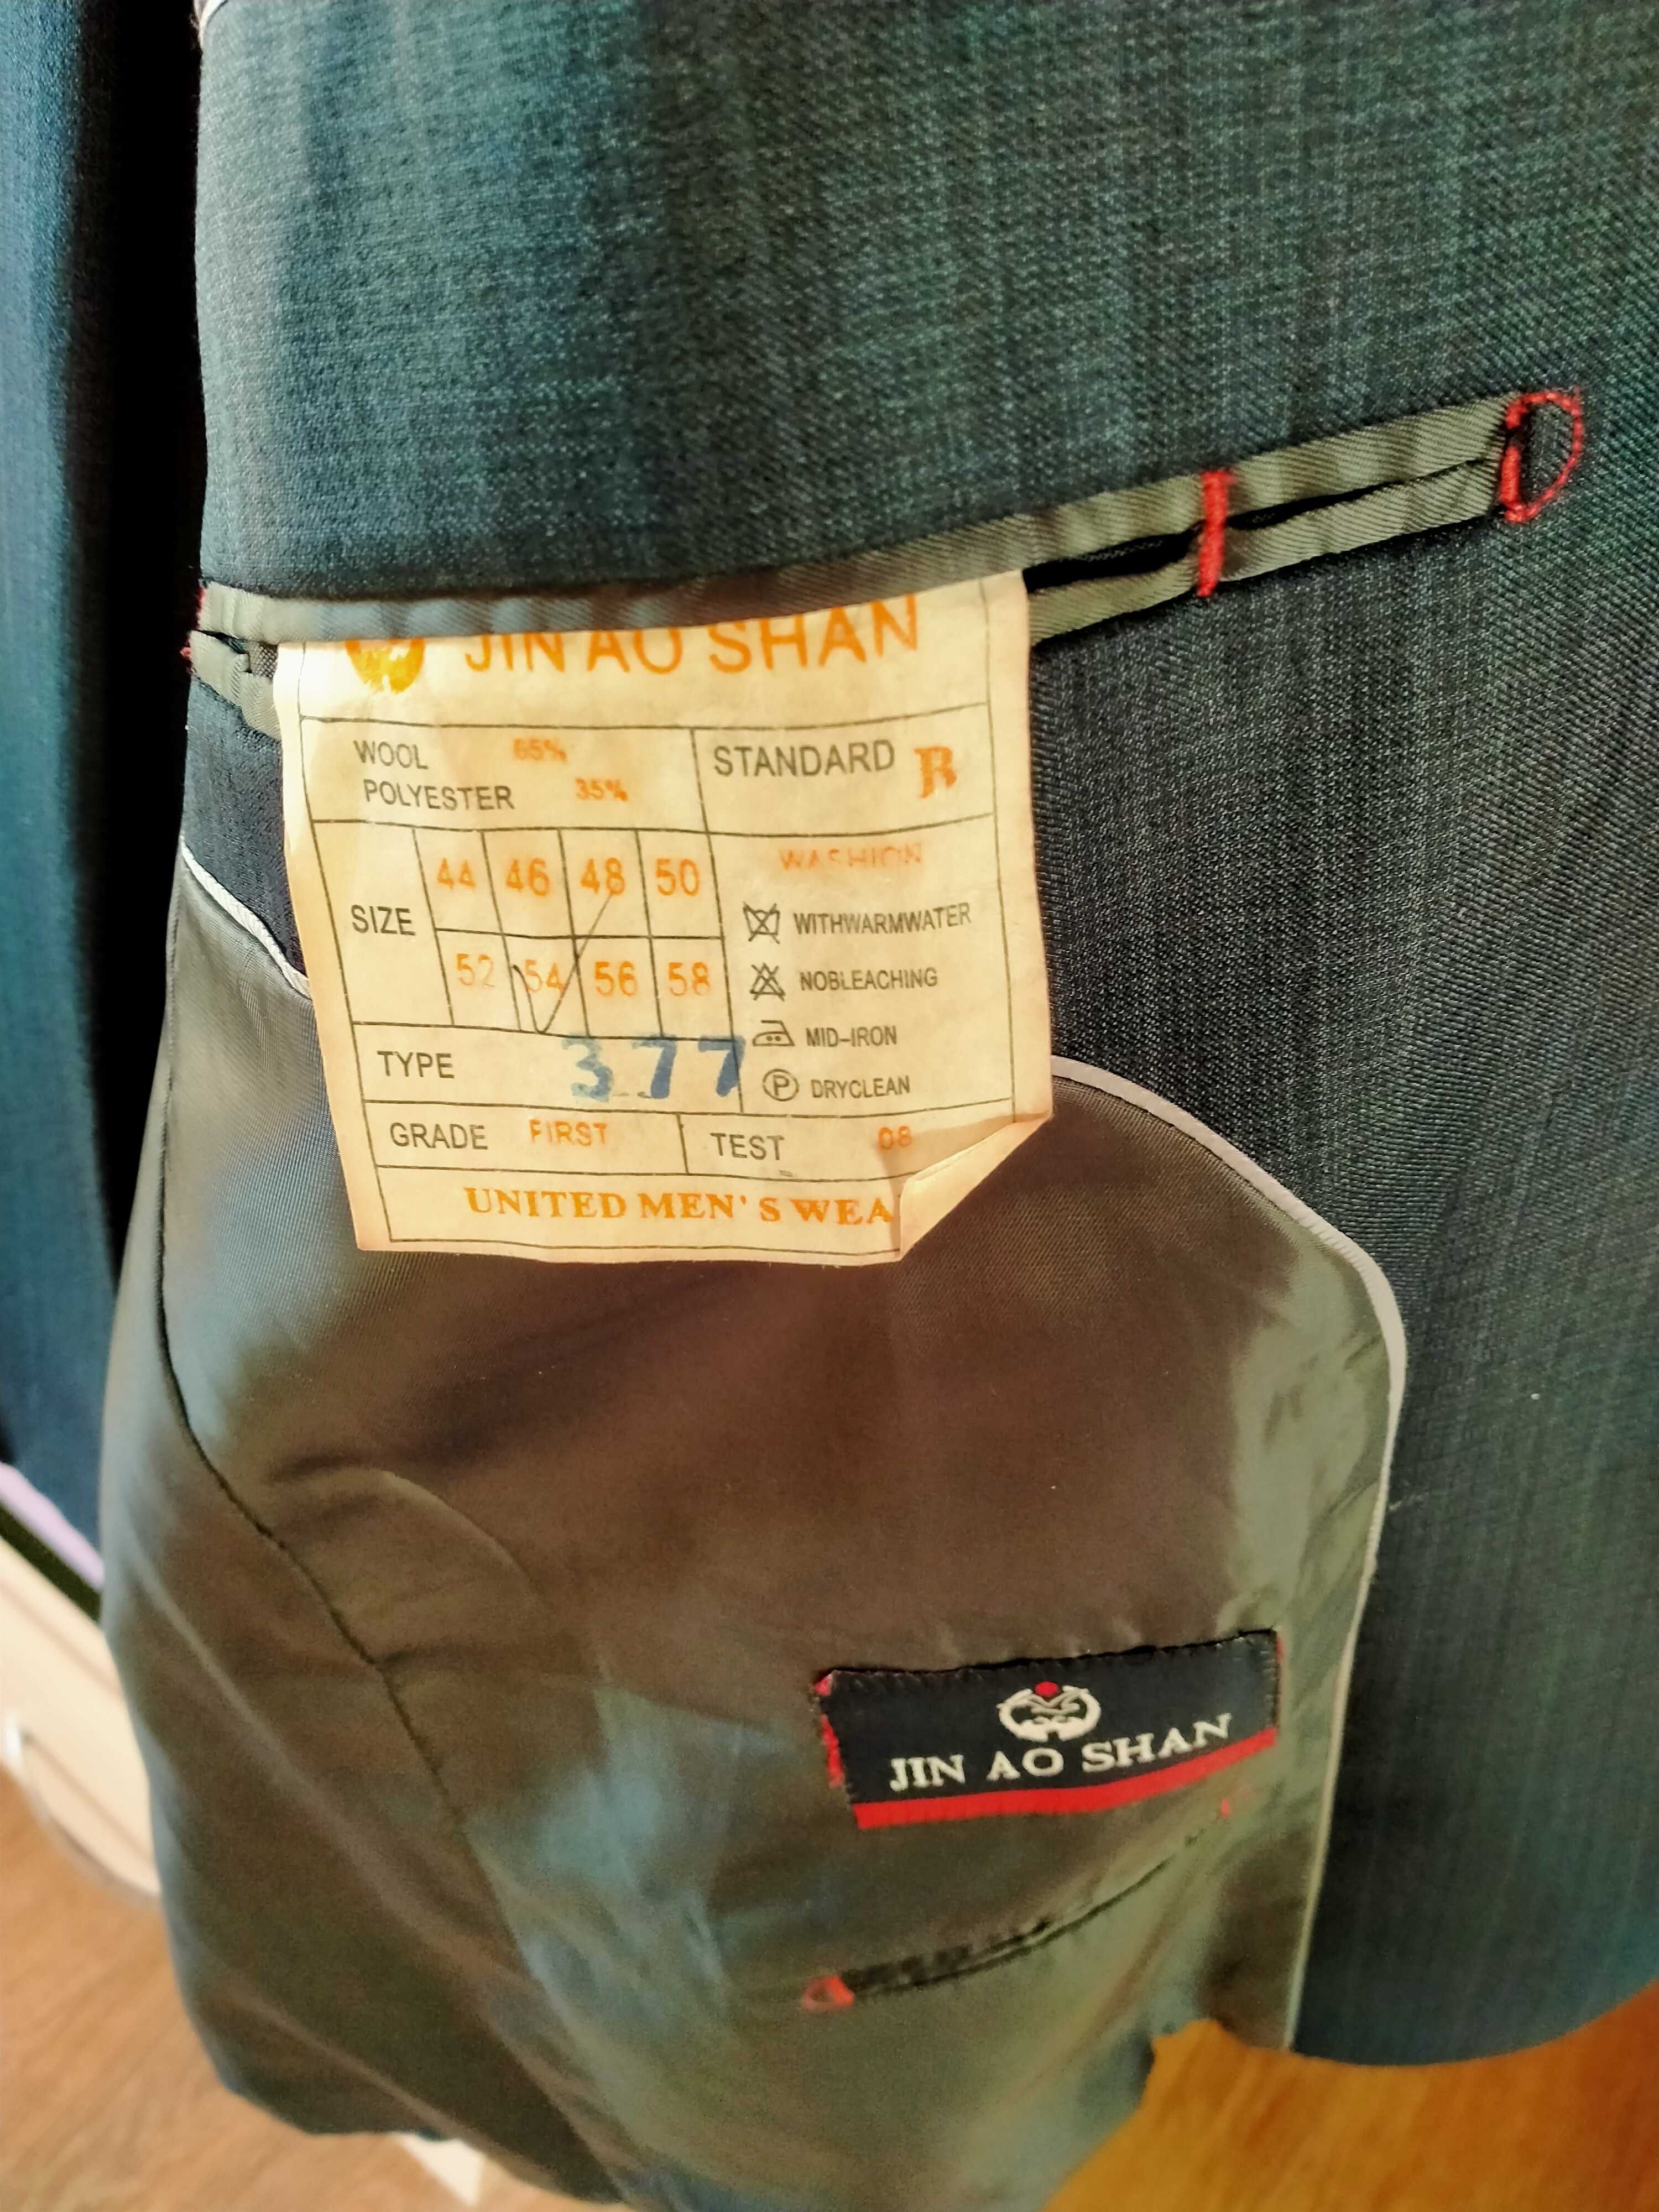 JIN AO SHAN
WOOL 65%
POLYESTER 35%
STANDARD B
SIZE
44 46 48 50
52 54 56 58
WASHION
WITHWARMWATER
NOBLEACHING
MID-IRON
P DRYCLEAN
TYPE 377
GRADE FIRST
TEST 08
UNITED MEN'S WEA
JIN AO SHAN